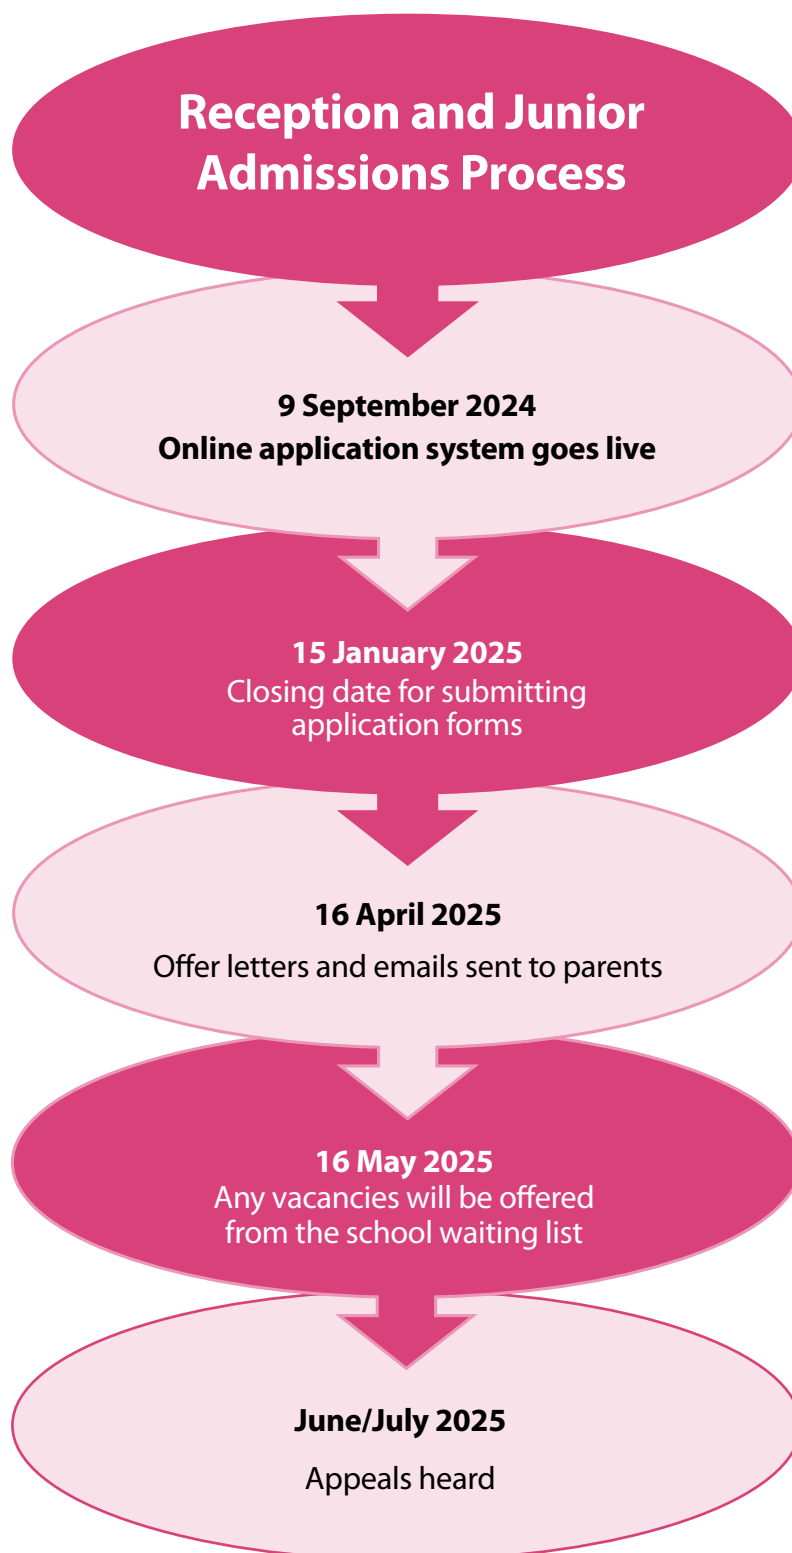 Reception and Junior
Admissions Process
9 September 2024
Online application system goes live
15 January 2025
Closing date for submitting
application forms
16 April 2025
Offer letters and emails sent to parents
16 May 2025
Any vacancies will be offered
from the school waiting list
June/July 2025
Appeals heard